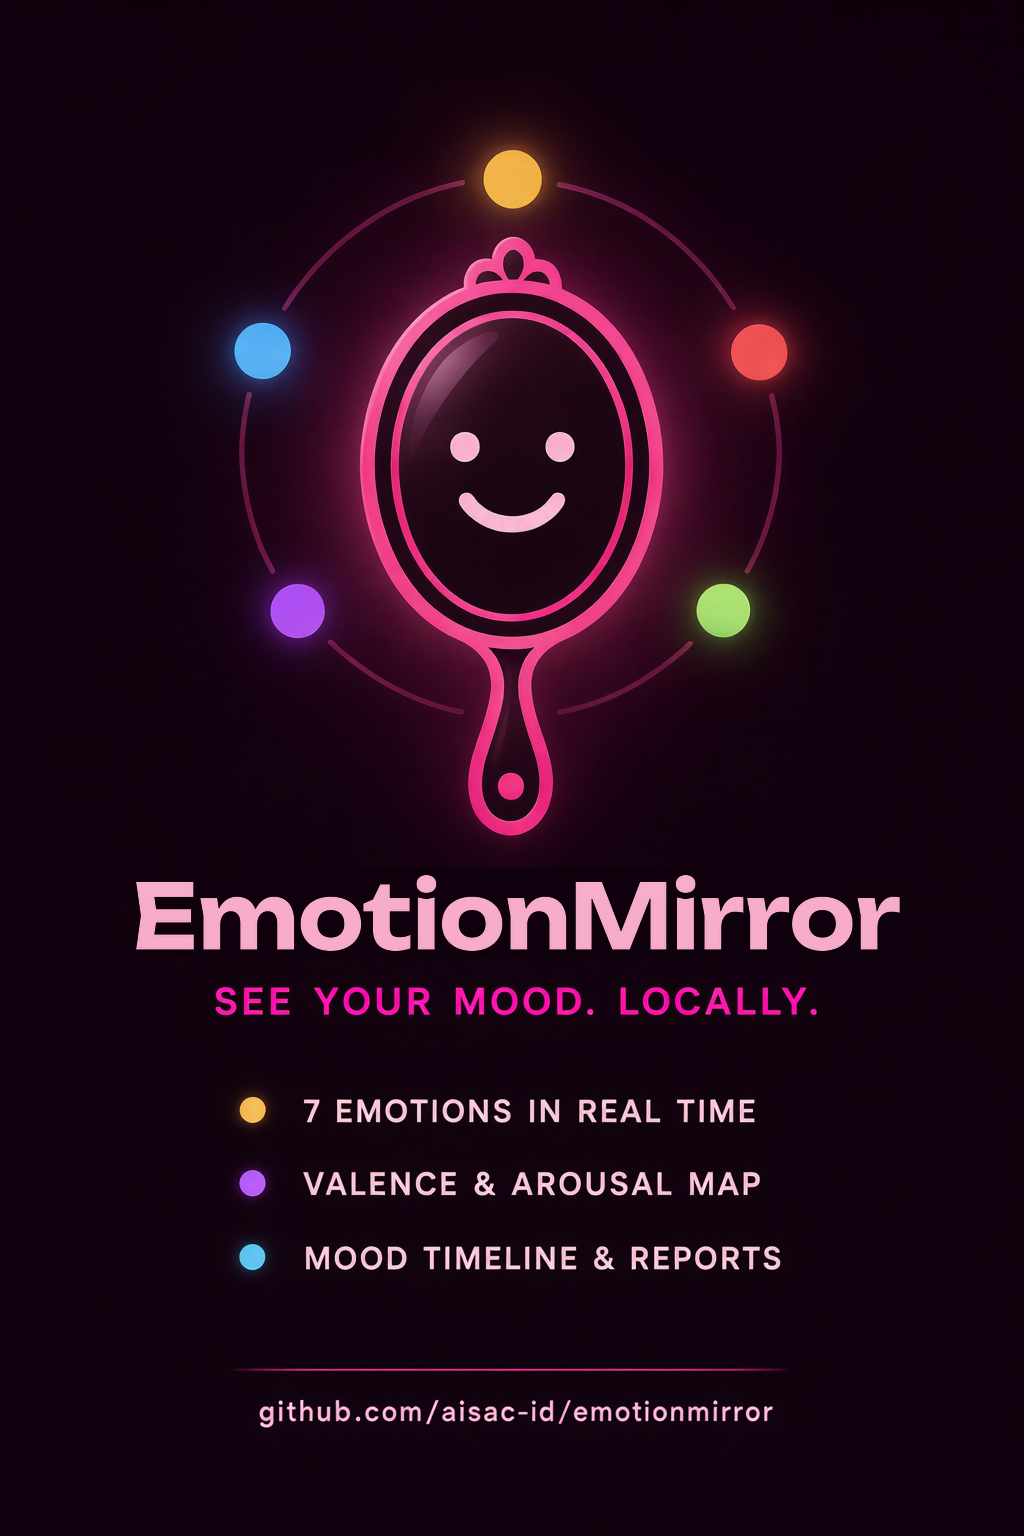 EmotionMirror
SEE YOUR MOOD. LOCALLY.
7 EMOTIONS IN REAL TIME
VALENCE & AROUSAL MAP
MOOD TIMELINE & REPORTS
github.com/aisac-id/emotionmirror